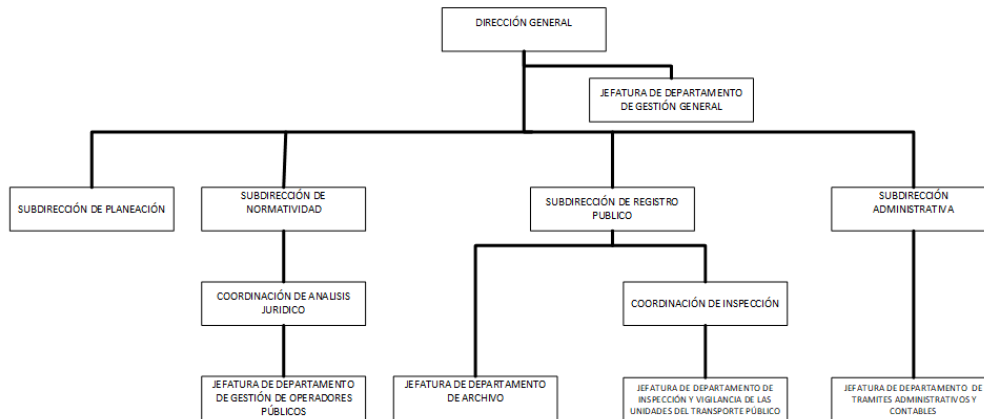 DIRECCIÓN GENERAL
JEFATURA DE DEPARTAMENTO
DE GESTIÓN GENERAL
SUBDIRECCIÓN DE PLANEACIÓN
SUBDIRECCIÓN DE
NORMATIVIDAD
SUBDIRECCIÓN DE REGISTRO
PUBLICO
SUBDIRECCIÓN
ADMINISTRATIVA
COORDINACIÓN DE ANALISIS
JURIDICO
COORDINACIÓN DE INSPECCIÓN
JEFATURA DE DEPARTAMENTO
DE GESTIÓN DE OPERADORES
PÚBLICOS
JEFATURA DE DEPARTAMENTO
DE ARCHIVO
JEFATURA DE DEPARTAMENTO DE
INSPECCIÓN Y VIGILANCIA DE LAS
UNIDADES DEL TRANSPORTE PÚBLICO
JEFATURA DE DEPARTAMENTO DE
TRAMITES ADMINISTRATIVOS Y
CONTABLES